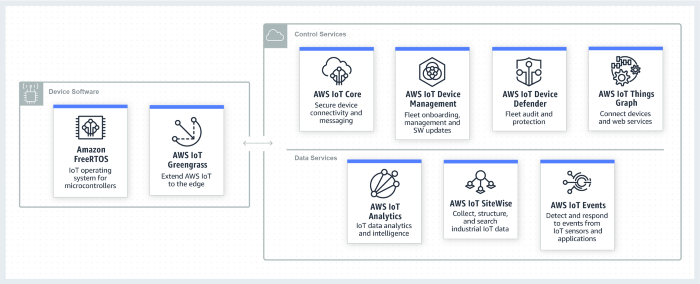 Device Software
Amazon
FreeRTOS
IoT operating
system for
microcontrollers
AWS IoT
Greengrass
Extend AWS IoT
to the edge
Control Services
AWS IoT Core
Secure device
connectivity and
messaging
AWS IoT Device
Management
Fleet onboarding,
management and
SW updates
AWS IoT Device
Defender
Fleet audit and
protection
AWS IoT Things
Graph
Connect devices
and web services
Data Services
AWS IoT
Analytics
IoT data analytics
and intelligence
AWS IoT SiteWise
Collect, structure,
and search
industrial IoT data
AWS IoT Events
Detect and respond
to events from
IoT sensors and
applications